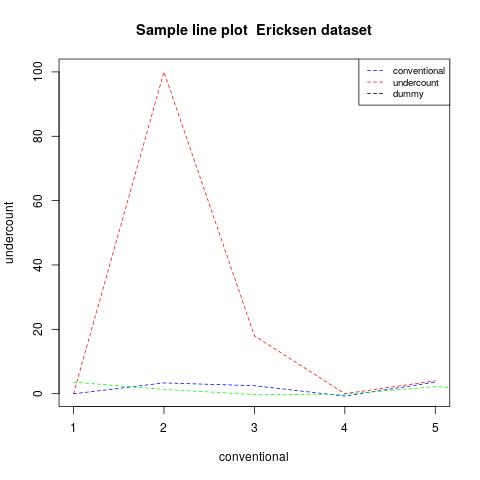 Sample line plot  Ericksen dataset
conventional
undercount
dummy
100
80
60
40
20
0
undercount
1 2 3 4 5
conventional